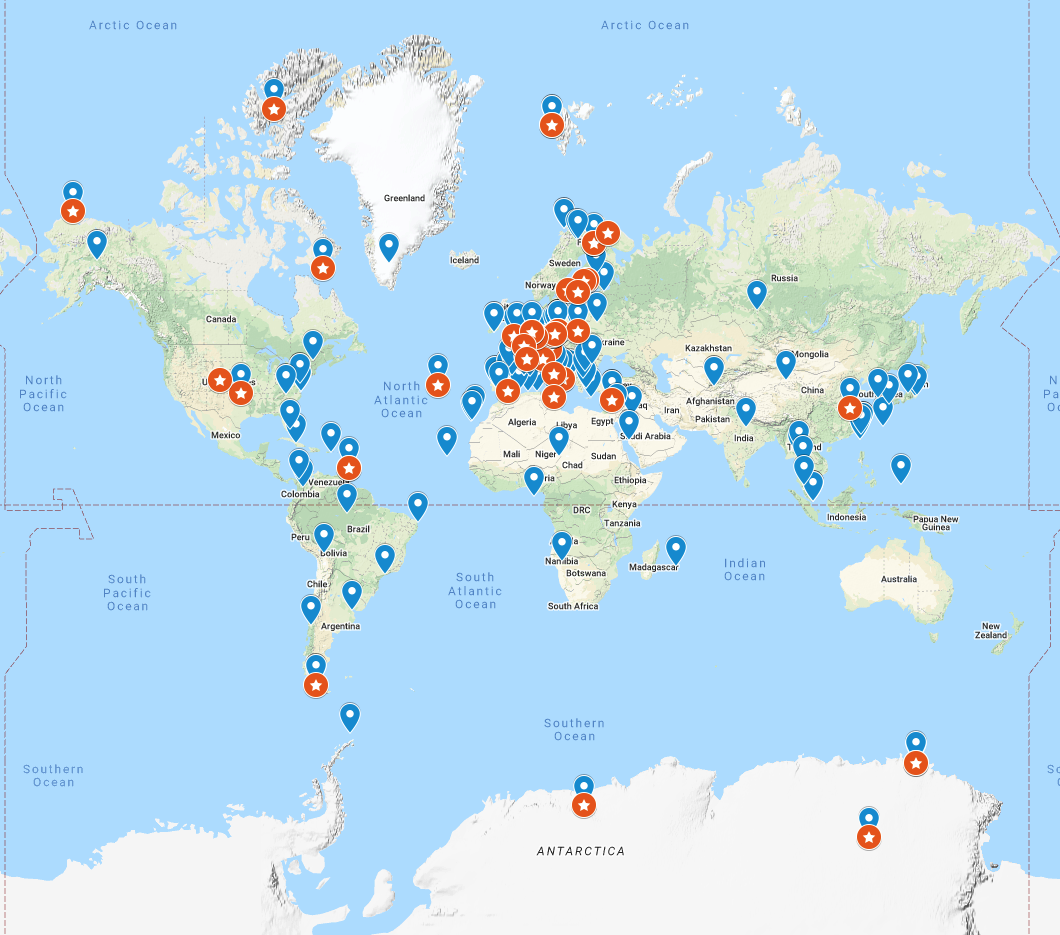 Arctic Ocean
Arctic Ocean
Greenland
Iceland
Sweden
Norway
Russia
Canada
Kazakhstan
Mongolia
North
Pacific
Ocean
North
Atlantic
Ocean
China
Afghanistan
Pakistan
Iran
Algeria
Libya
Egypt
Saudi Arabia
India
Mexico
Mali
Niger
Chad
Sudan
Ethiopia
Venezuela
Colombia
Kenya
DRC
Tanzania
Indonesia
Papua New
Guinea
Peru
Brazil
Bolivia
Namibia
Botswana
Madagascar
Indian
Ocean
Australia
South
Pacific
Ocean
South
Atlantic
Ocean
Chile
South Africa
Argentina
New
Zealand
Southern
Ocean
Southern
Ocean
ANTARCTICA